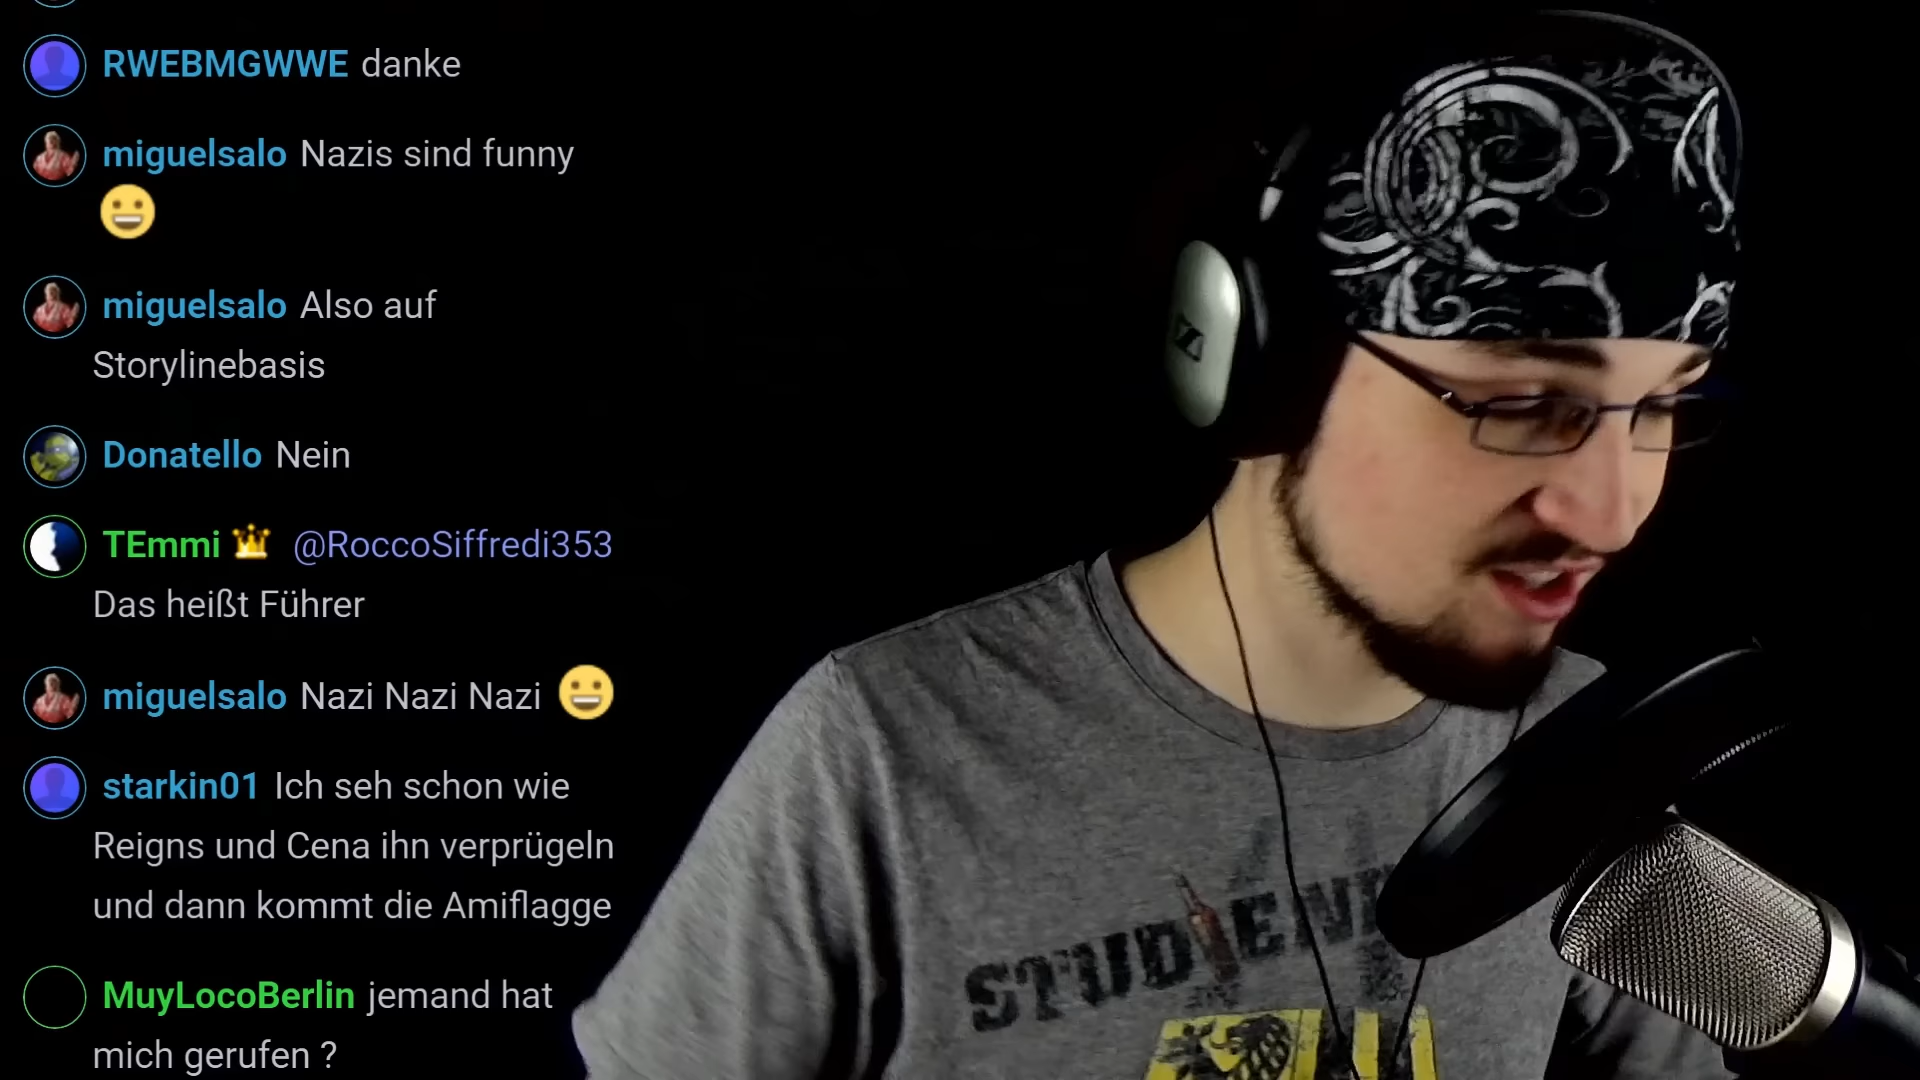 RWEBMGWWE danke
miguelsalo Nazis sind funny
😀
miguelsalo Also auf
Storylinebasis
Donatello Nein
TEmmi @RoccoSiffredi353
Das heißt Führer
miguelsalo Nazi Nazi Nazi 😀
starkin01 Ich seh schon wie
Reigns und Cena ihn verprügeln
und dann kommt die Amiflagge
MuyLocoBerlin jemand hat
mich gerufen ?